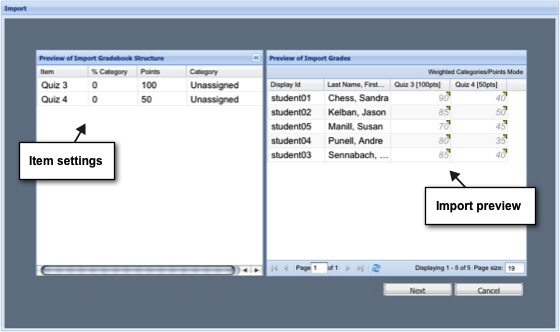 Import
Preview of Import Gradebook Structure
Item % Category Points Category
Quiz 3 0 100 Unassigned
Quiz 4 0 50 Unassigned
Item settings
Preview of Import Grades
Weighted Categories/Points Mode
Display Id Last Name, First... Quiz 3 [100pts] Quiz 4 [50pts]
student01 Chess, Sandra 90 40
student02 Kelban, Jason 85 50
student05 Manill, Susan 70 45
student04 Punell, Andre 80 35
student03 Sennabach, ... 85 40
Import preview
Page 1 of 1 Displaying 1 - 5 of 5 Page size: 19
Next Cancel